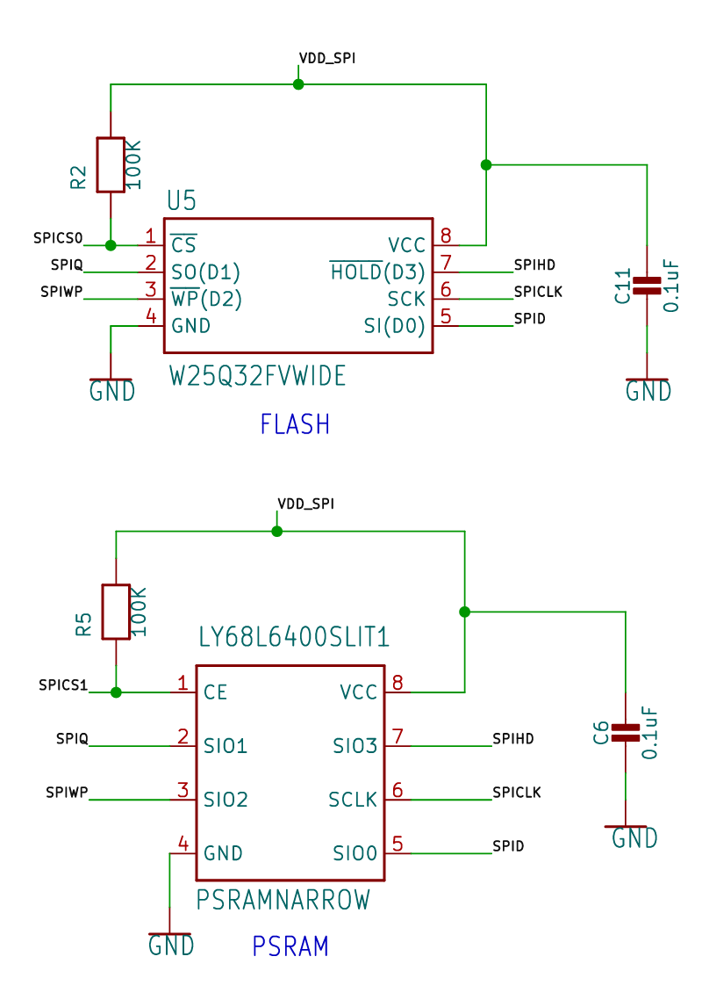 VDD_SPI
R2
100K
U5
SPICS0
1
CS
VCC
8
SPIQ
2
SO(D1)
HOLD(D3)
7
SPIHD
SPIWP
3
WP(D2)
SCK
6
SPICLK
4
GND
SI(D0)
5
SPID
C11
0.1uF
GND
W25Q32FVWIDE
GND
FLASH
VDD_SPI
R5
100K
LY68L6400SLIT1
SPICS1
1
CE
VCC
8
SPIQ
2
SIO1
SIO3
7
SPIHD
C6
0.1uF
SPIWP
3
SIO2
SCLK
6
SPICLK
4
GND
SIO0
5
SPID
GND
PSRAMNARROW
GND
PSRAM